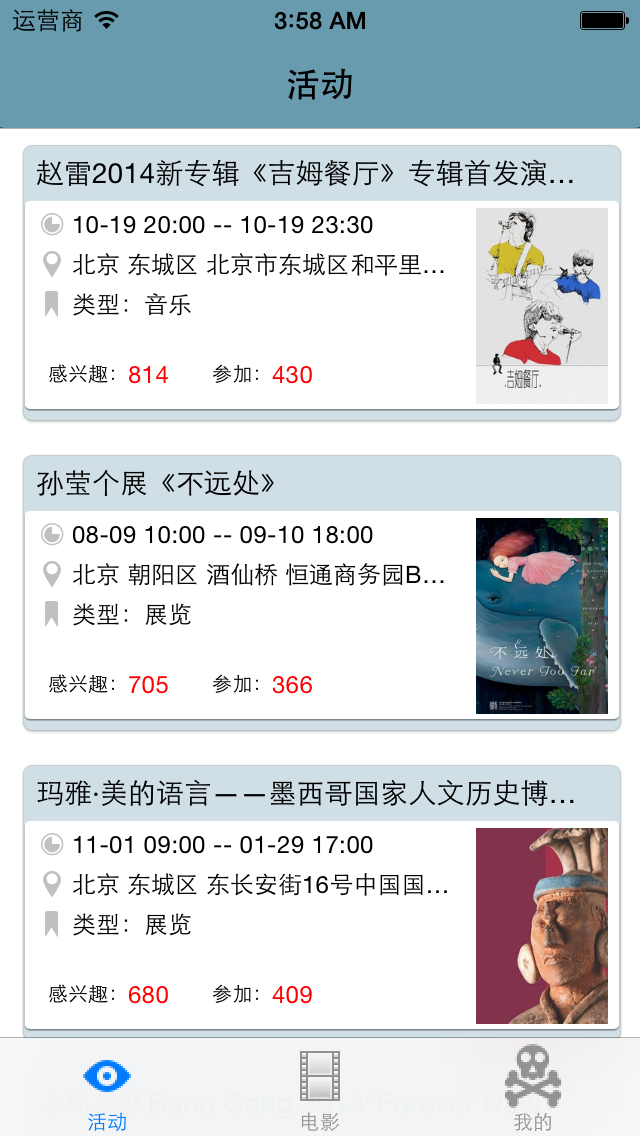 运营商 3:58 AM
活动
赵雷2014新专辑《吉姆餐厅》专辑首发演...
10-19 20:00 -- 10-19 23:30
北京 东城区 北京市东城区和平里...
类型：音乐
感兴趣：814 参加：430
.吉姆餐厅.
孙莹个展《不远处》
08-09 10:00 -- 09-10 18:00
北京 朝阳区 酒仙桥 恒通商务园B...
类型：展览
感兴趣：705 参加：366
不远处
Never Too Far
玛雅·美的语言——墨西哥国家人文历史博...
11-01 09:00 -- 01-29 17:00
北京 东城区 东长安街16号中国国...
类型：展览
感兴趣：680 参加：409
活动 电影 我的